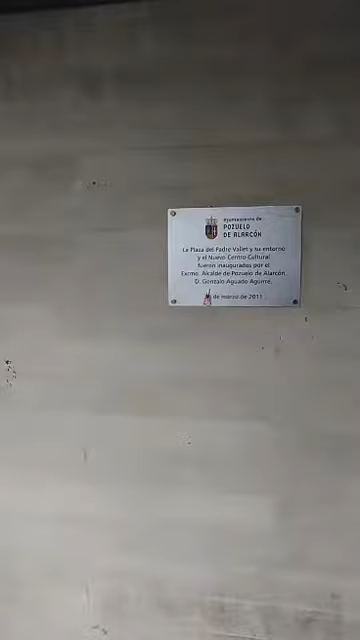 Ayuntamiento de
POZUELO
DE ALARCÓN
La Plaza del Padre Vallet y su entorno
y el Nuevo Centro Cultural
fueron inaugurados por el
Excmo. Alcalde de Pozuelo de Alarcón
D. Gonzalo Aguado Aguirre.
de marzo de 2011